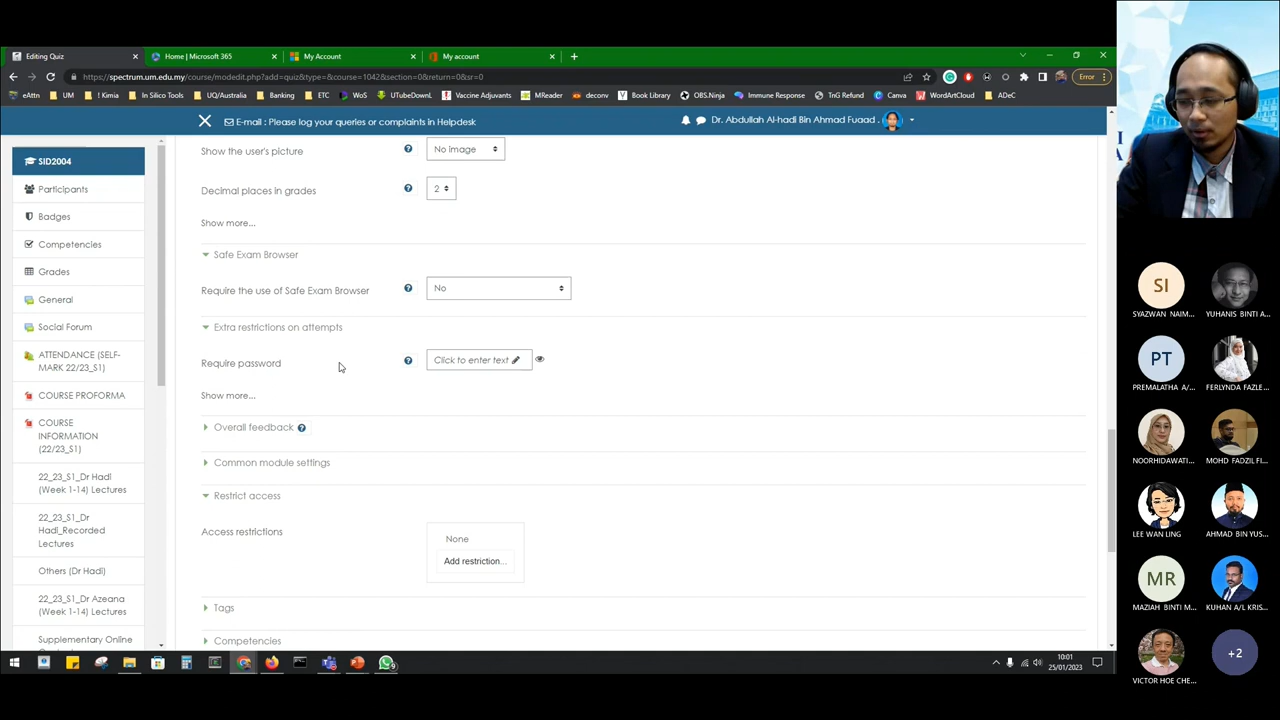 Editing Quiz
Home | Microsoft 365
My Account
My account
https://spectrum.um.edu.my/course/modedit.php?add=quiz&type=&course=1042&section=0&return=0&sr=0
Error
eAttn
UM
! Kimia
In Silico Tools
UQ/Australia
Banking
ETC
WoS
UTubeDownL
Vaccine Adjuvants
MReader
deconv
Book Library
OBS.Ninja
Immune Response
TnG Refund
Canva
WordArtCloud
ADeC
E-mail : Please log your queries or complaints in Helpdesk
Dr. Abdullah Al-hadi Bin Ahmad Fuaad .
SID2004
Participants
Badges
Competencies
Grades
General
Social Forum
ATTENDANCE (SELF-
MARK 22/23_S1)
COURSE PROFORMA
COURSE
INFORMATION
(22/23_S1)
22_23_S1_Dr Hadi
(Week 1-14) Lectures
22_23_S1_Dr
Hadi_Recorded
Lectures
Others (Dr Hadi)
22_23_S1_Dr Azeana
(Week 1-14) Lectures
Supplementary Online
Show the user's picture
No image
Decimal places in grades
2
Show more...
Safe Exam Browser
Require the use of Safe Exam Browser
No
Extra restrictions on attempts
Require password
Click to enter text
Show more...
Overall feedback
Common module settings
Restrict access
Access restrictions
None
Add restriction...
Tags
Competencies
10:01
25/01/2023
SI
SYAZWAN NAIM...
YUHANIS BINTI A...
PT
PREMALATHA A/...
FERLYNDA FAZLE...
NOORHIDAWATI...
MOHD FADZIL FI...
LEE WAN LING
AHMAD BIN YUS...
MR
MAZIAH BINTI M...
KUHAN A/L KRIS...
VICTOR HOE CHE...
+2